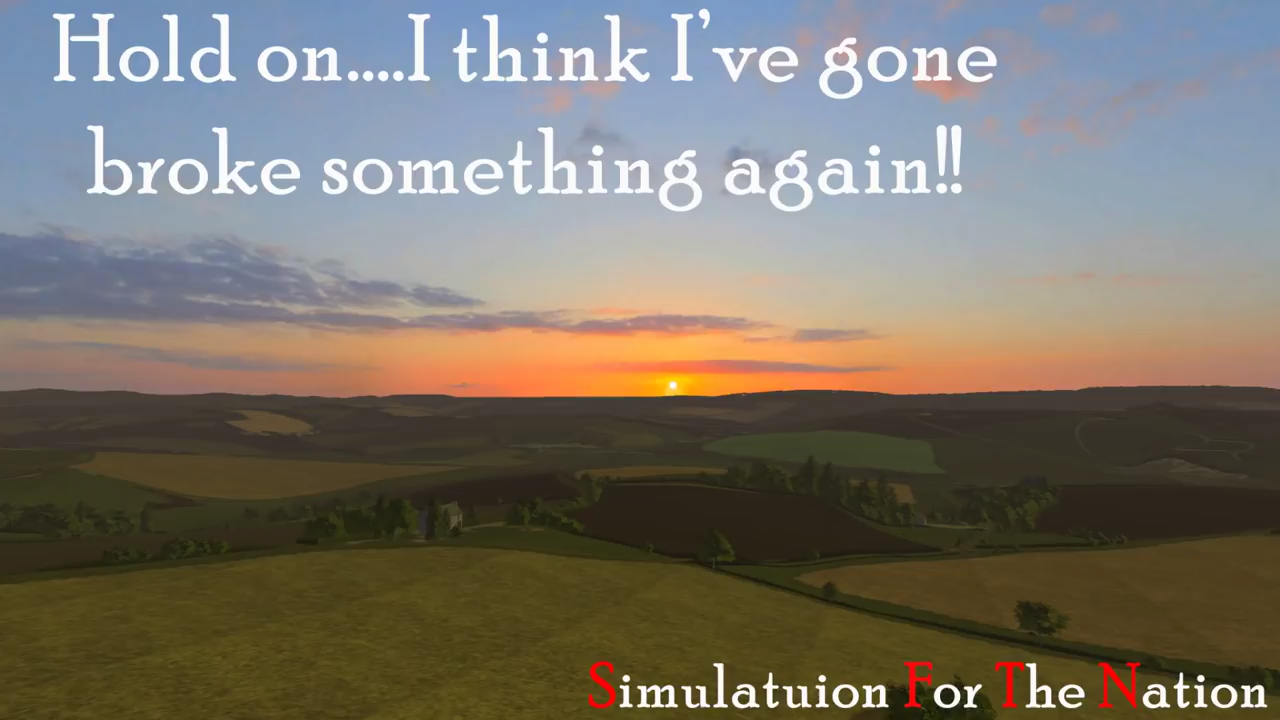 Hold on....I think I've gone
broke something again!!
Simulatuion For The Nation